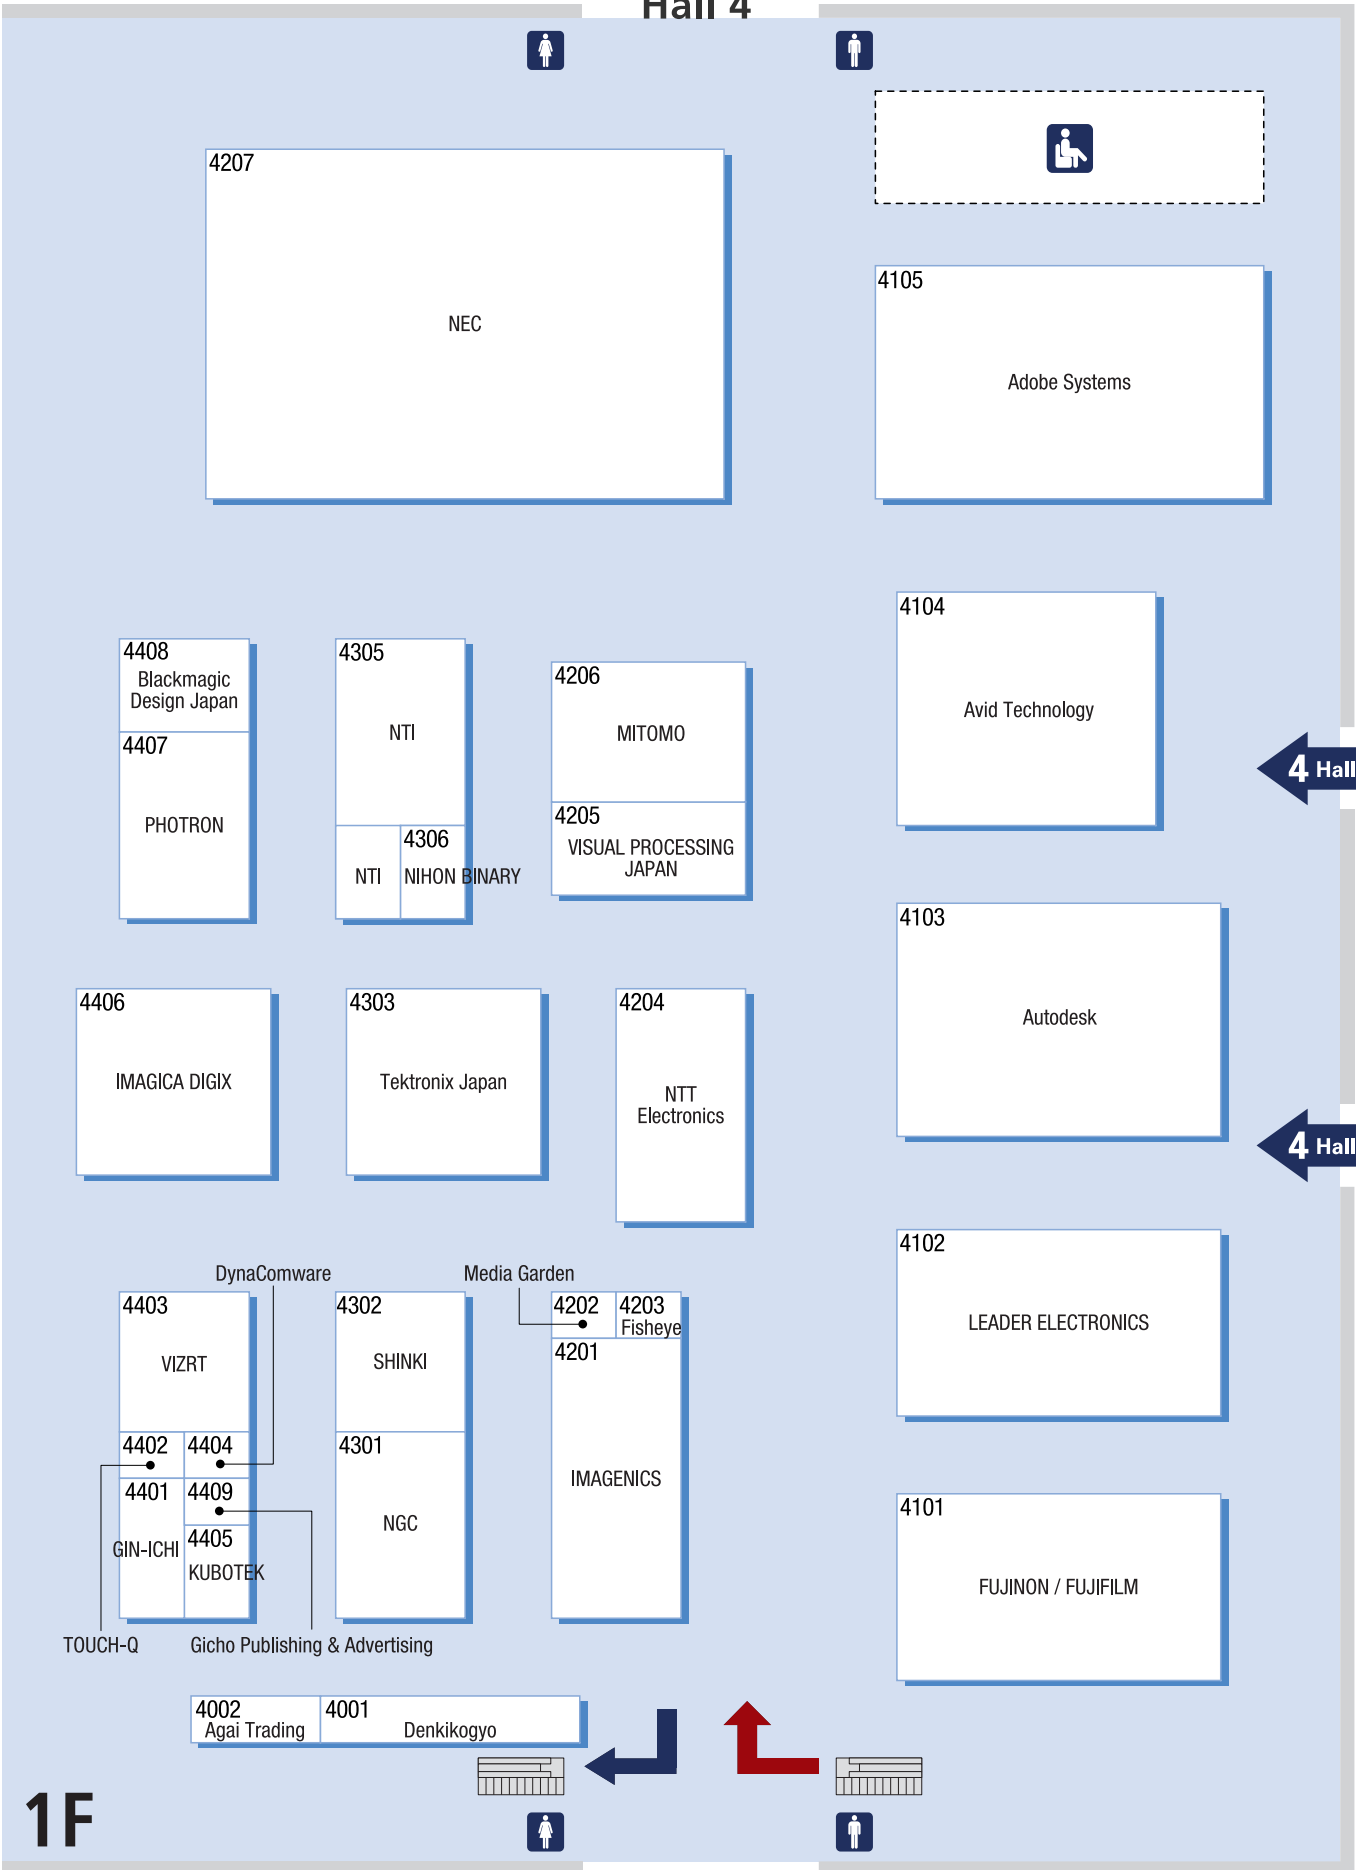 Hall 4
4207
NEC
4105
Adobe Systems
4104
Avid Technology
4408
Blackmagic
Design Japan
4407
PHOTRON
4305
NTI
NTI
4306
NIHON BINARY
4206
MITOMO
4205
VISUAL PROCESSING
JAPAN
4 Hall
4103
Autodesk
4406
IMAGICA DIGIX
4303
Tektronix Japan
4204
NTT
Electronics
4 Hall
4102
LEADER ELECTRONICS
DynaComware
Media Garden
4403
VIZRT
4302
SHINKI
4202
4203
Fisheye
4201
IMAGENICS
4402
4404
4301
NGC
4401
GIN-ICHI
4409
4405
KUBOTEK
4101
FUJINON / FUJIFILM
TOUCH-Q
Gicho Publishing & Advertising
4002
Agai Trading
4001
Denkikogyo
1F